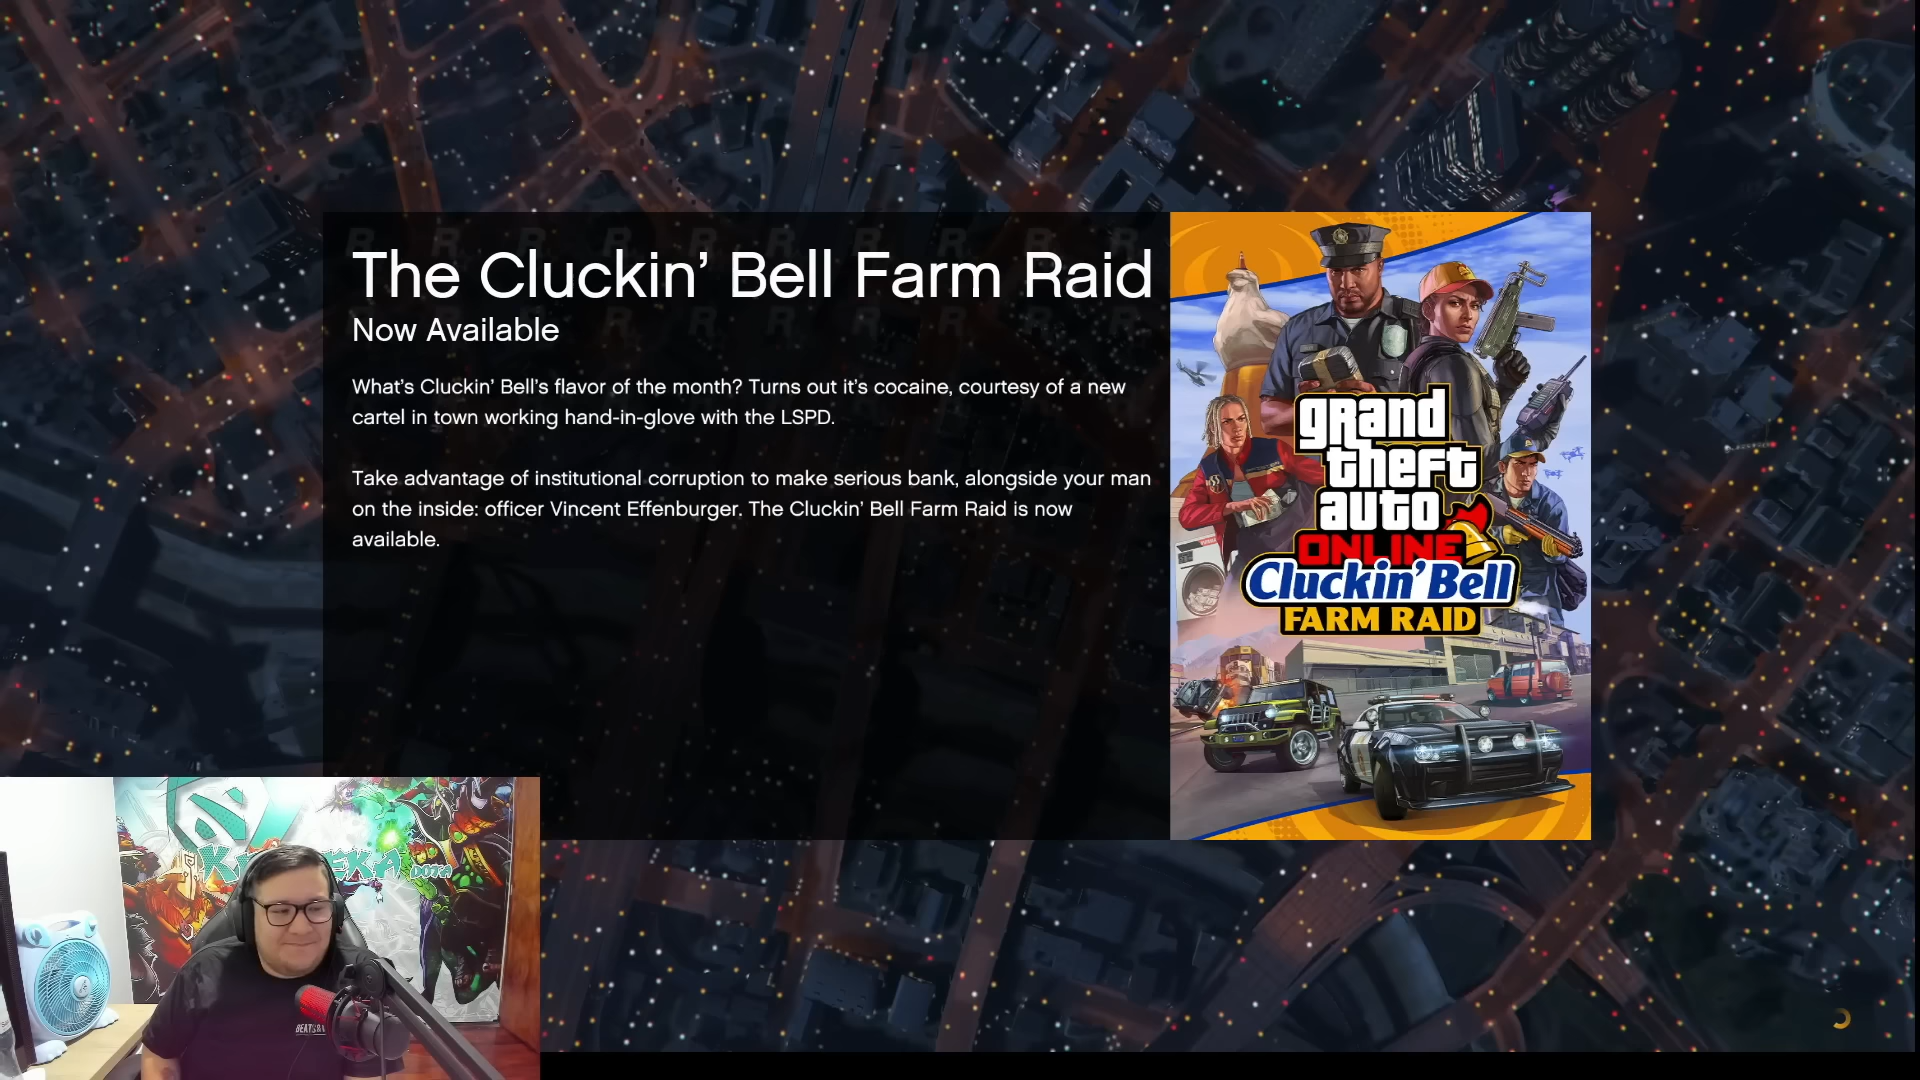 The Cluckin’ Bell Farm Raid
Now Available
What’s Cluckin’ Bell’s flavor of the month? Turns out it’s cocaine, courtesy of a new
cartel in town working hand-in-glove with the LSPD.
Take advantage of institutional corruption to make serious bank, alongside your man
on the inside: officer Vincent Effenburger. The Cluckin’ Bell Farm Raid is now
available.
grand
theft
auto
ONLINE
Cluckin’ Bell
FARM RAID
DOTA